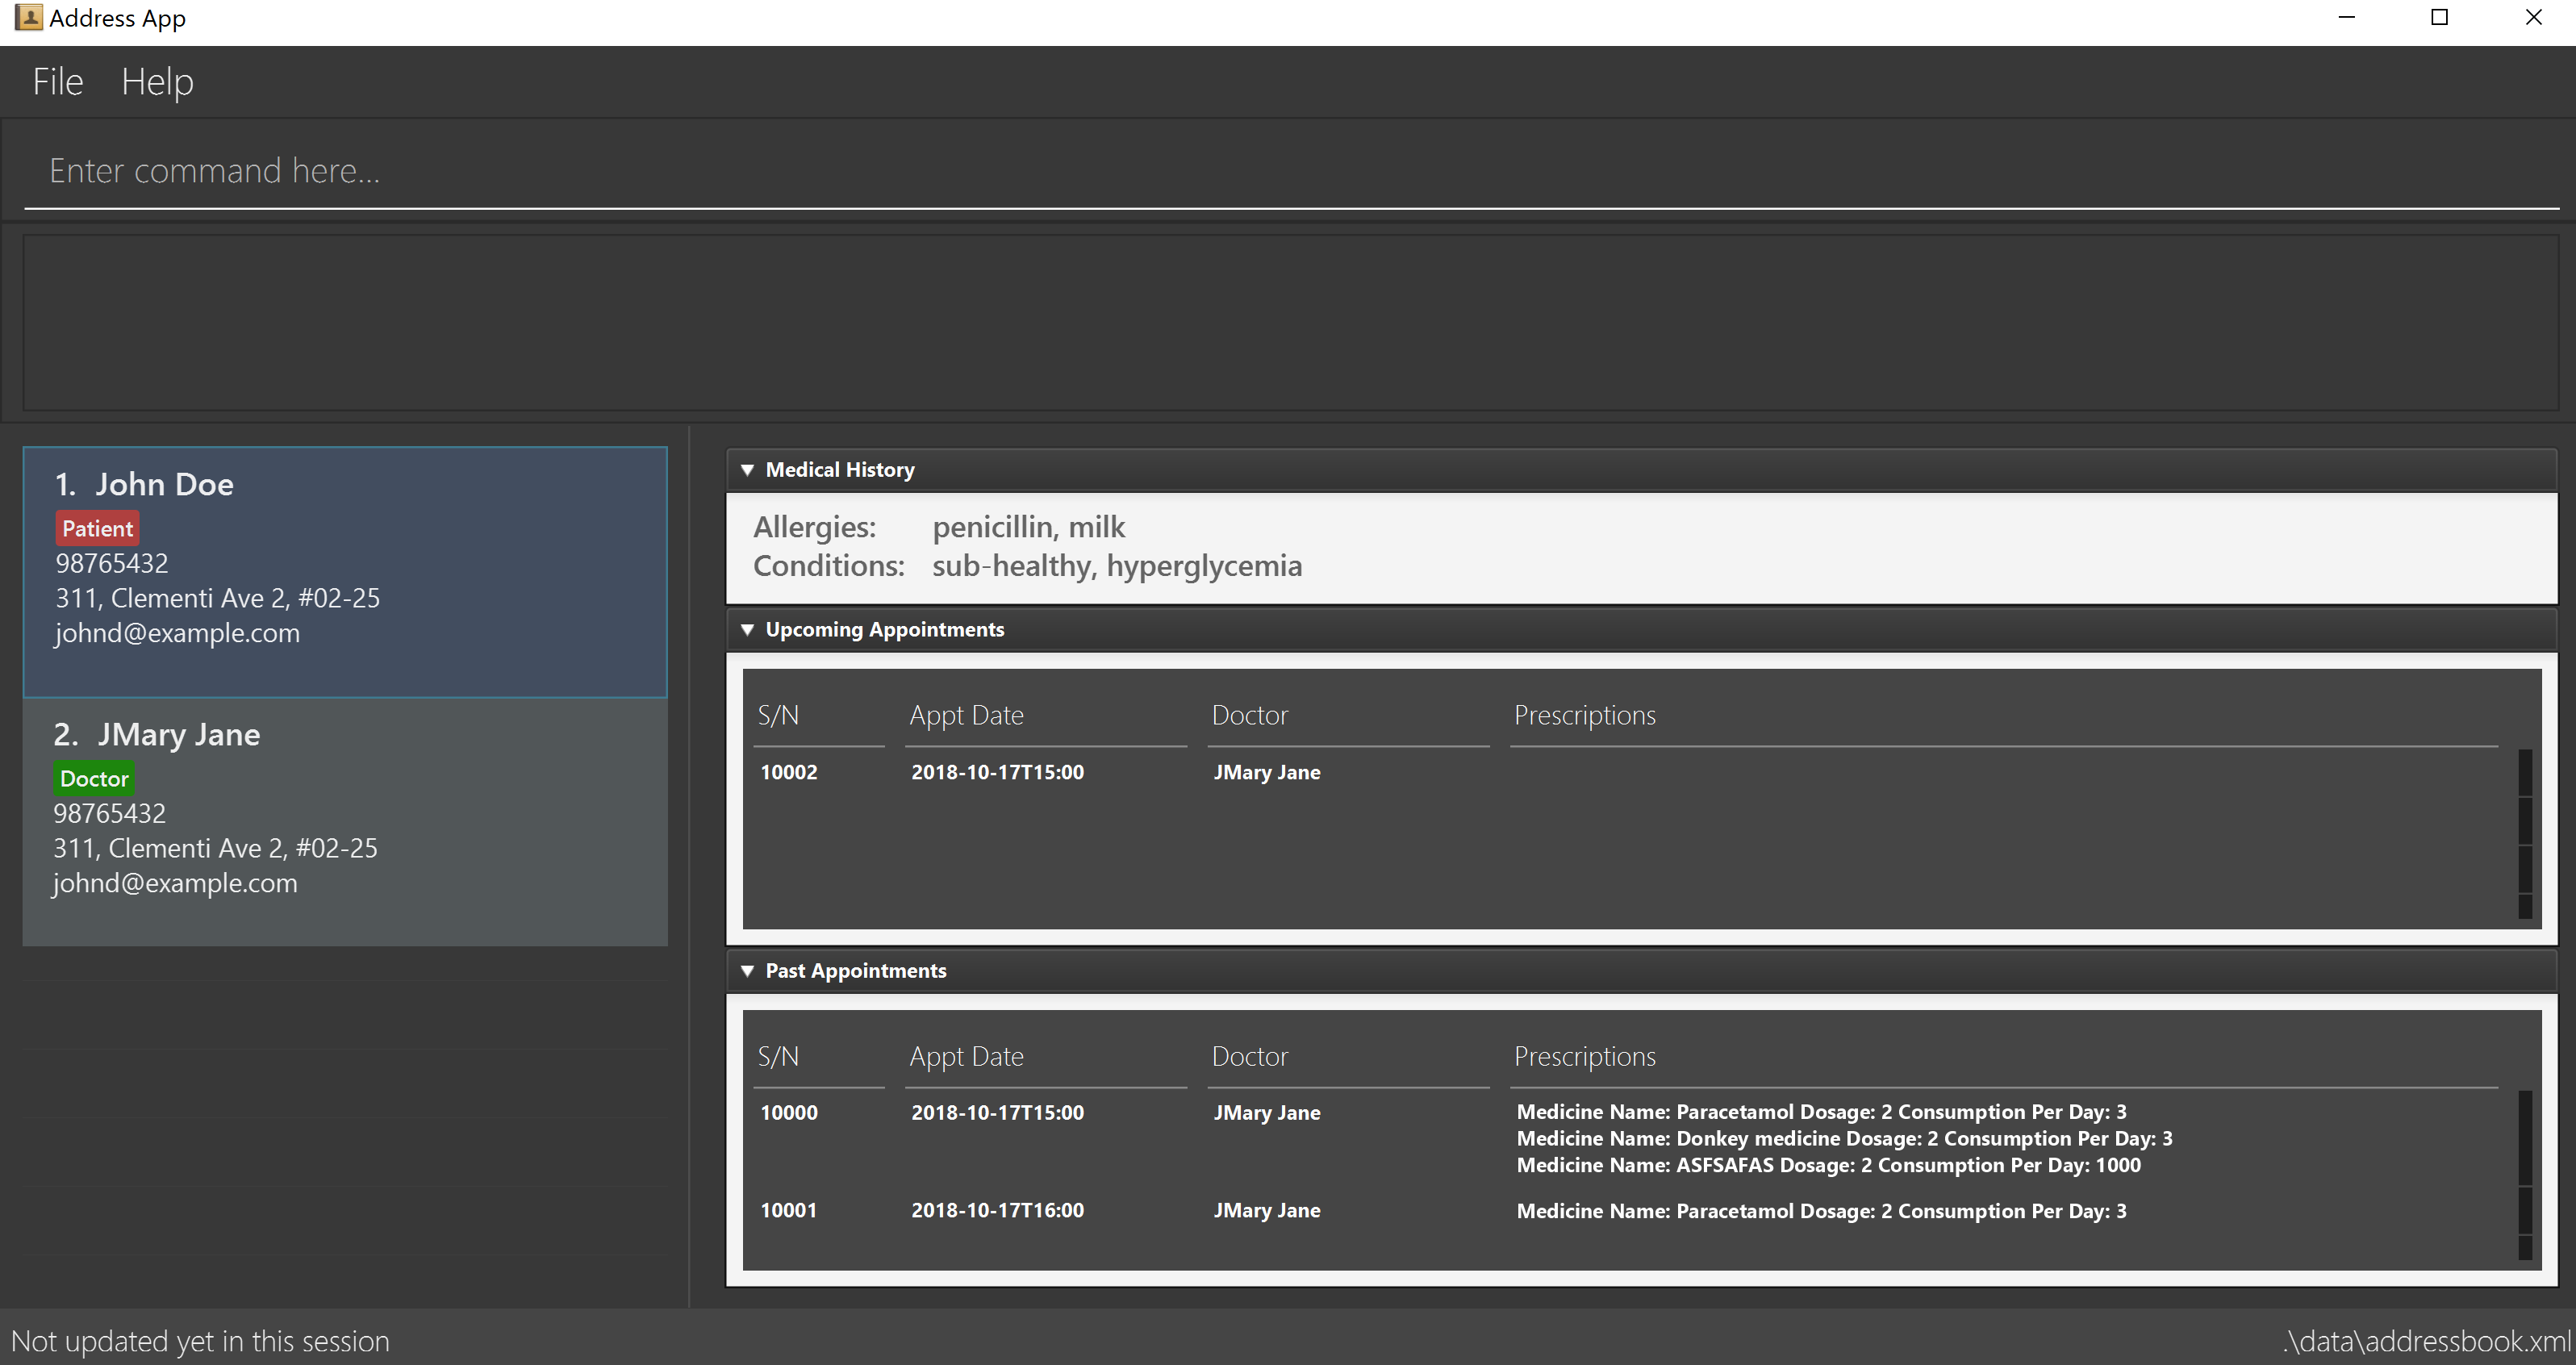 Address App
File Help
Enter command here...
1. John Doe
Patient
98765432
311, Clementi Ave 2, #02-25
johnd@example.com
2. JMary Jane
Doctor
98765432
311, Clementi Ave 2, #02-25
johnd@example.com
Medical History
Allergies: penicillin, milk
Conditions: sub-healthy, hyperglycemia
Upcoming Appointments
S/N Appt Date Doctor Prescriptions
10002 2018-10-17T15:00 JMary Jane
Past Appointments
S/N Appt Date Doctor Prescriptions
10000 2018-10-17T15:00 JMary Jane Medicine Name: Paracetamol Dosage: 2 Consumption Per Day: 3
Medicine Name: Donkey medicine Dosage: 2 Consumption Per Day: 3
Medicine Name: ASFSAFAS Dosage: 2 Consumption Per Day: 1000
10001 2018-10-17T16:00 JMary Jane Medicine Name: Paracetamol Dosage: 2 Consumption Per Day: 3
Not updated yet in this session .\data\addressbook.xml